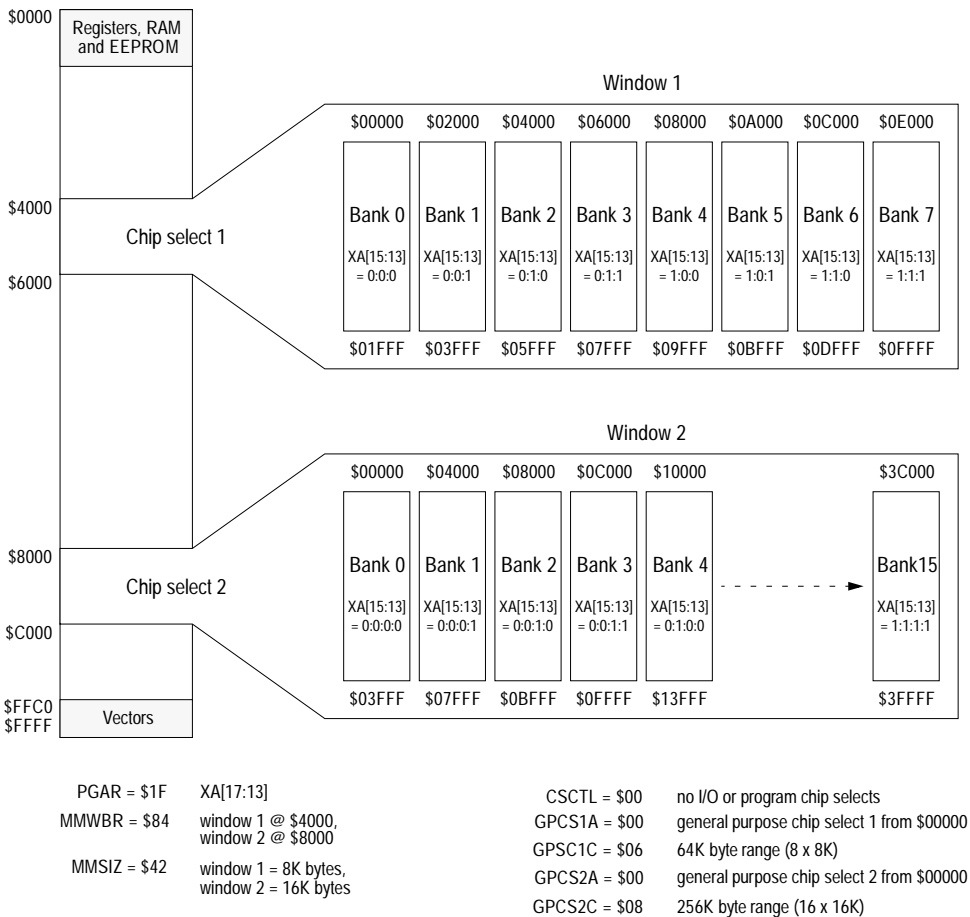 $0000
Registers, RAM
and EEPROM
$4000
Chip select 1
$6000
$8000
Chip select 2
$C000
$FFC0
$FFFF
Vectors
Window 1
$00000 $02000 $04000 $06000 $08000 $0A000 $0C000 $0E000
Bank 0 Bank 1 Bank 2 Bank 3 Bank 4 Bank 5 Bank 6 Bank 7
XA[15:13] XA[15:13] XA[15:13] XA[15:13] XA[15:13] XA[15:13] XA[15:13] XA[15:13]
= 0:0:0 = 0:0:1 = 0:1:0 = 0:1:1 = 1:0:0 = 1:0:1 = 1:1:0 = 1:1:1
$01FFF $03FFF $05FFF $07FFF $09FFF $0BFFF $0DFFF $0FFFF
Window 2
$00000 $04000 $08000 $0C000 $10000 $3C000
Bank 0 Bank 1 Bank 2 Bank 3 Bank 4 Bank15
XA[15:13] XA[15:13] XA[15:13] XA[15:13] XA[15:13] XA[15:13]
= 0:0:0:0 = 0:0:0:1 = 0:0:1:0 = 0:0:1:1 = 0:1:0:0 = 1:1:1:1
$03FFF $07FFF $0BFFF $0FFFF $13FFF $3FFFF
PGAR = $1F XA[17:13]
MMWBR = $84 window 1 @ $4000,
window 2 @ $8000
MMSIZ = $42 window 1 = 8K bytes,
window 2 = 16K bytes
CSCTL = $00 no I/O or program chip selects
GPCS1A = $00 general purpose chip select 1 from $00000
GPSC1C = $06 64K byte range (8 x 8K)
GPCS2A = $00 general purpose chip select 2 from $00000
GPCS2C = $08 256K byte range (16 x 16K)